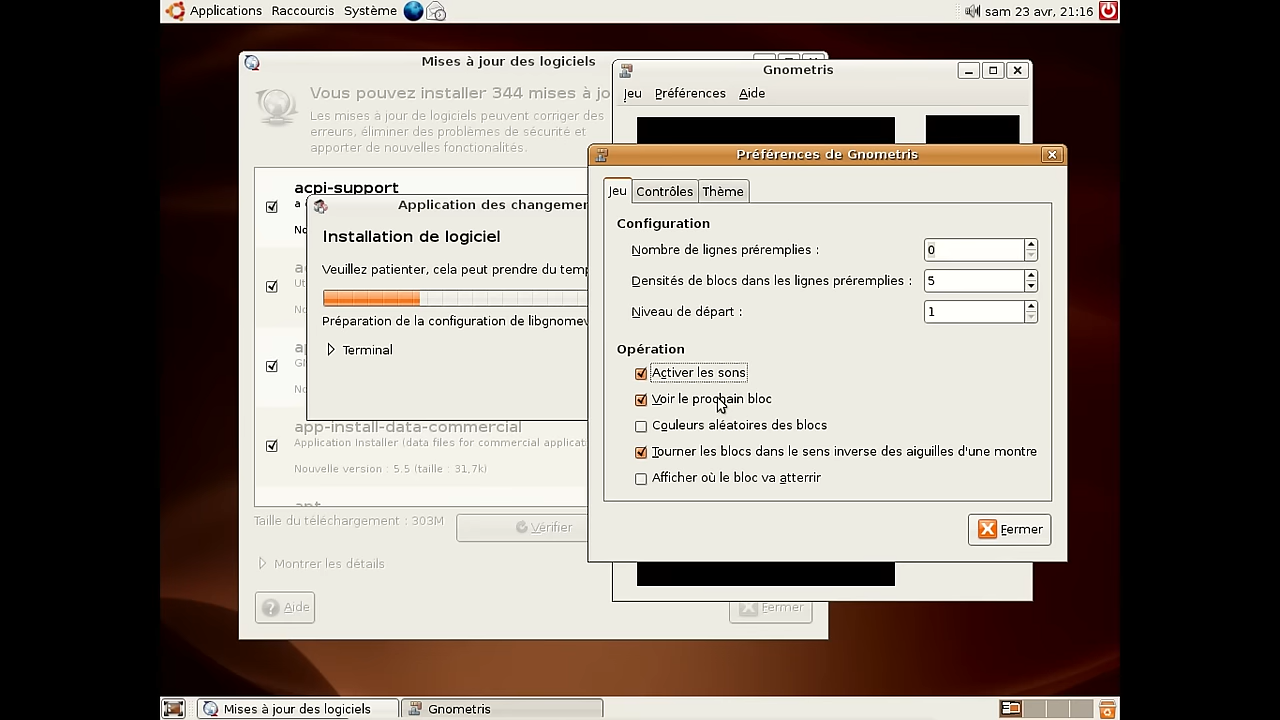 Applications Raccourcis Système
sam 23 avr, 21:16
Mises à jour des logiciels
Vous pouvez installer 344 mises à jo
Les mises à jour de logiciels peuvent corriger des
erreurs, éliminer des problèmes de sécurité et
apporter de nouvelles fonctionalités.
acpi-support
app-install-data-commercial
Application Installer (data files for commercial applicat
Nouvelle version : 5.5 (taille : 31,7k)
Taille du téléchargement : 303M
Vérifier
Montrer les détails
Aide
Fermer
Application des changemen
Installation de logiciel
Veuillez patienter, cela peut prendre du temp
Préparation de la configuration de libgnomev
Terminal
Gnometris
Jeu Préférences Aide
Préférences de Gnometris
Jeu Contrôles Thème
Configuration
Nombre de lignes préremplies : 0
Densités de blocs dans les lignes préremplies : 5
Niveau de départ : 1
Opération
Activer les sons
Voir le prochain bloc
Couleurs aléatoires des blocs
Tourner les blocs dans le sens inverse des aiguilles d'une montre
Afficher où le bloc va atterrir
Fermer
Mises à jour des logiciels
Gnometris